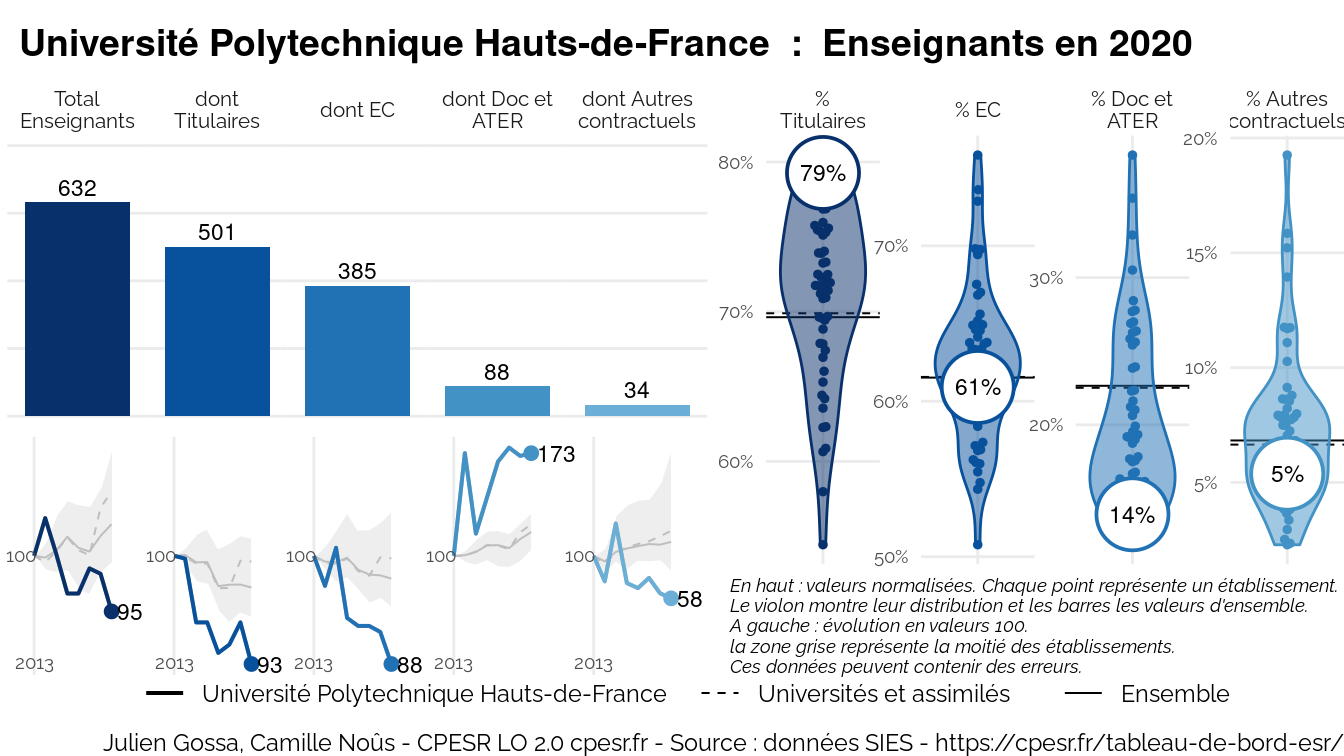 Université Polytechnique Hauts-de-France : Enseignants en 2020
Total
Enseignants
dont
Titulaires
dont EC
dont Doc et
ATER
dont Autres
contractuels
632
501
385
88
34
100
2013
95
100
2013
93
100
2013
88
100
2013
173
100
2013
58
%
Titulaires
80%
70%
60%
79%
% EC
70%
60%
50%
61%
% Doc et
ATER
30%
20%
14%
% Autres
contractuels
20%
15%
10%
5%
5%
En haut : valeurs normalisées. Chaque point représente un établissement.
Le violon montre leur distribution et les barres les valeurs d'ensemble.
A gauche : évolution en valeurs 100.
la zone grise représente la moitié des établissements.
Ces données peuvent contenir des erreurs.
Université Polytechnique Hauts-de-France
Universités et assimilés
Ensemble
Julien Gossa, Camille Noûs - CPESR LO 2.0 cpesr.fr - Source : données SIES - https://cpesr.fr/tableau-de-bord-esr/